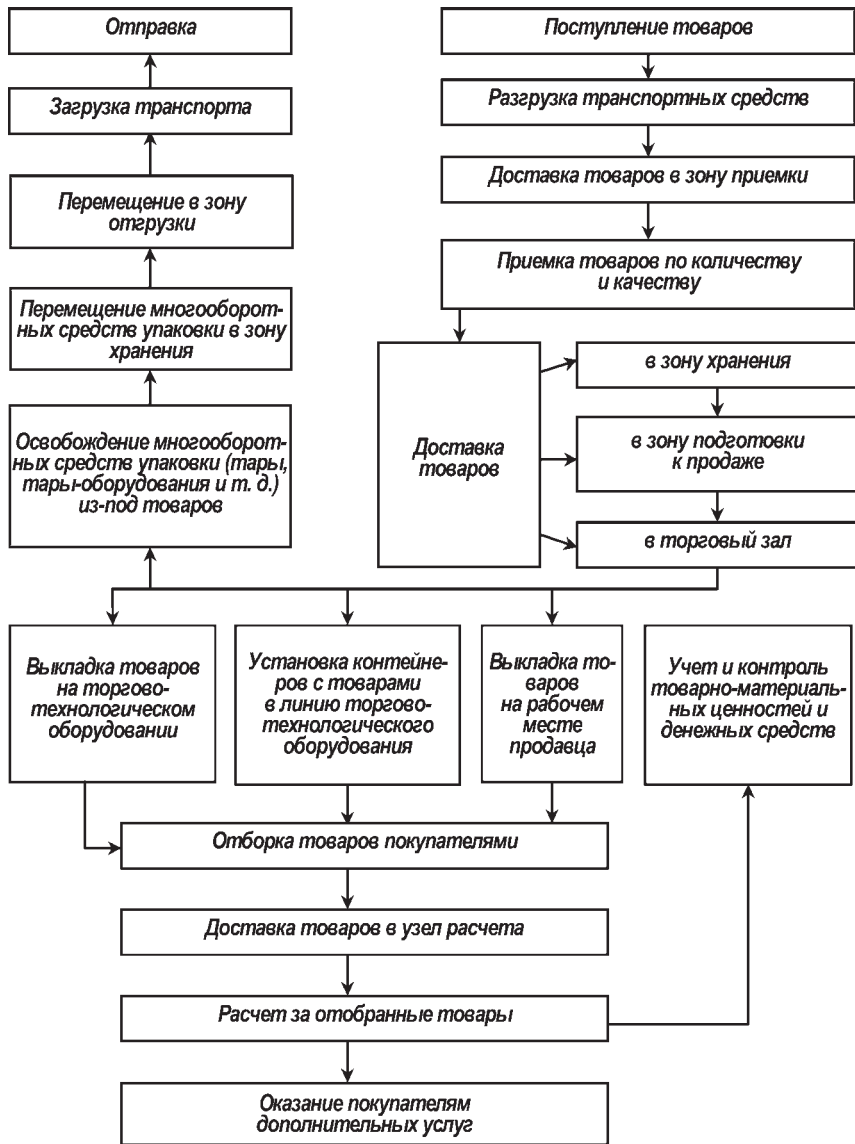 Отправка
Загрузка транспорта
Перемещение в зону
отгрузки
Перемещение многооборот-
ных средств упаковки в зону
хранения
Освобождение многооборот-
ных средств упаковки (тары,
тары-оборудования и т. д.)
из-под товаров
Поступление товаров
Разгрузка транспортных средств
Доставка товаров в зону приемки
Приемка товаров по количеству
и качеству
Доставка
товаров
в зону хранения
в зону подготовки
к продаже
в торговый зал
Выкладка товаров
на торгово-
технологическом
оборудовании
Установка контейне-
ров с товарами
в линию торгово-
технологического
оборудования
Выкладка то-
варов
на рабочем
месте
продавца
Учет и контроль
товарно-материаль-
ных ценностей и
денежных средств
Отборка товаров покупателями
Доставка товаров в узел расчета
Расчет за отобранные товары
Оказание покупателям
дополнительных услуг